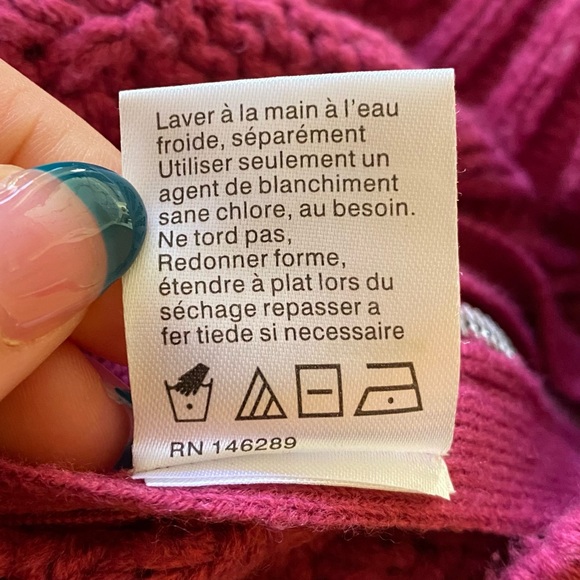 Laver à la main à l'eau
froide, séparément
Utiliser seulement un
agent de blanchiment
sane chlore, au besoin.
Ne tord pas,
Redonner forme,
étendre à plat lors du
séchage repasser a
fer tiede si necessaire
RN 146289